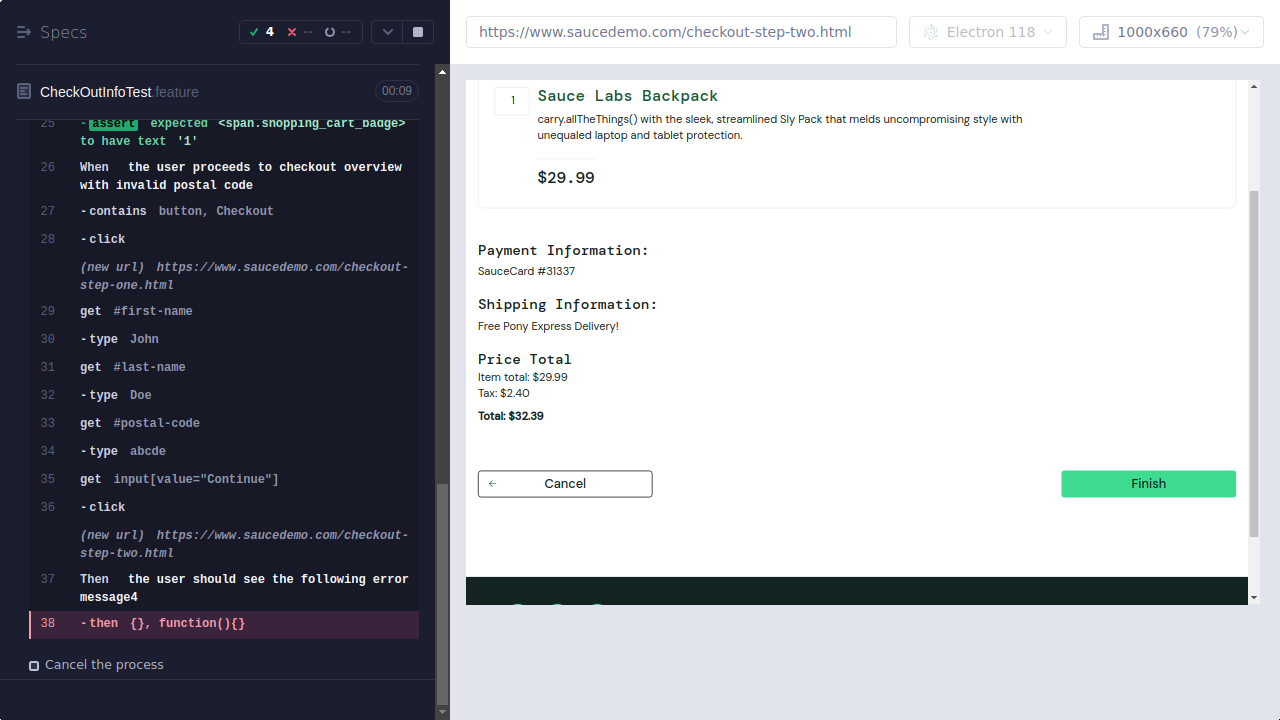 Specs
4 -- --
CheckOutInfoTest.feature 00:09
25 -assert expected <span.shopping_cart_badge>
to have text '1'
26 When the user proceeds to checkout overview
with invalid postal code
27 -contains button, Checkout
28 -click
(new url) https://www.saucedemo.com/checkout-
step-one.html
29 get #first-name
30 -type John
31 get #last-name
32 -type Doe
33 get #postal-code
34 -type abcde
35 get input[value="Continue"]
36 -click
(new url) https://www.saucedemo.com/checkout-
step-two.html
37 Then the user should see the following error
message4
38 -then {}, function(){}
Cancel the process
https://www.saucedemo.com/checkout-step-two.html
Electron 118
1000x660 (79%)
1
Sauce Labs Backpack
carry.allTheThings() with the sleek, streamlined Sly Pack that melds uncompromising style with
unequaled laptop and tablet protection.
$29.99
Payment Information:
SauceCard #31337
Shipping Information:
Free Pony Express Delivery!
Price Total
Item total: $29.99
Tax: $2.40
Total: $32.39
Cancel
Finish